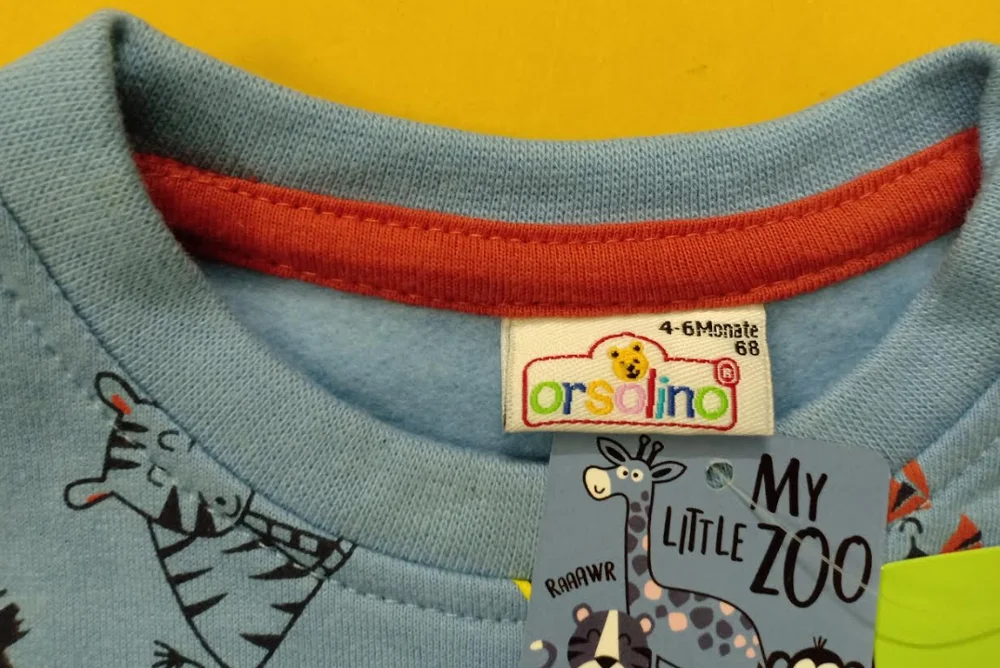 4-6Monate
68
orsolino®
MY
LITTLE ZOO
RAAAWR